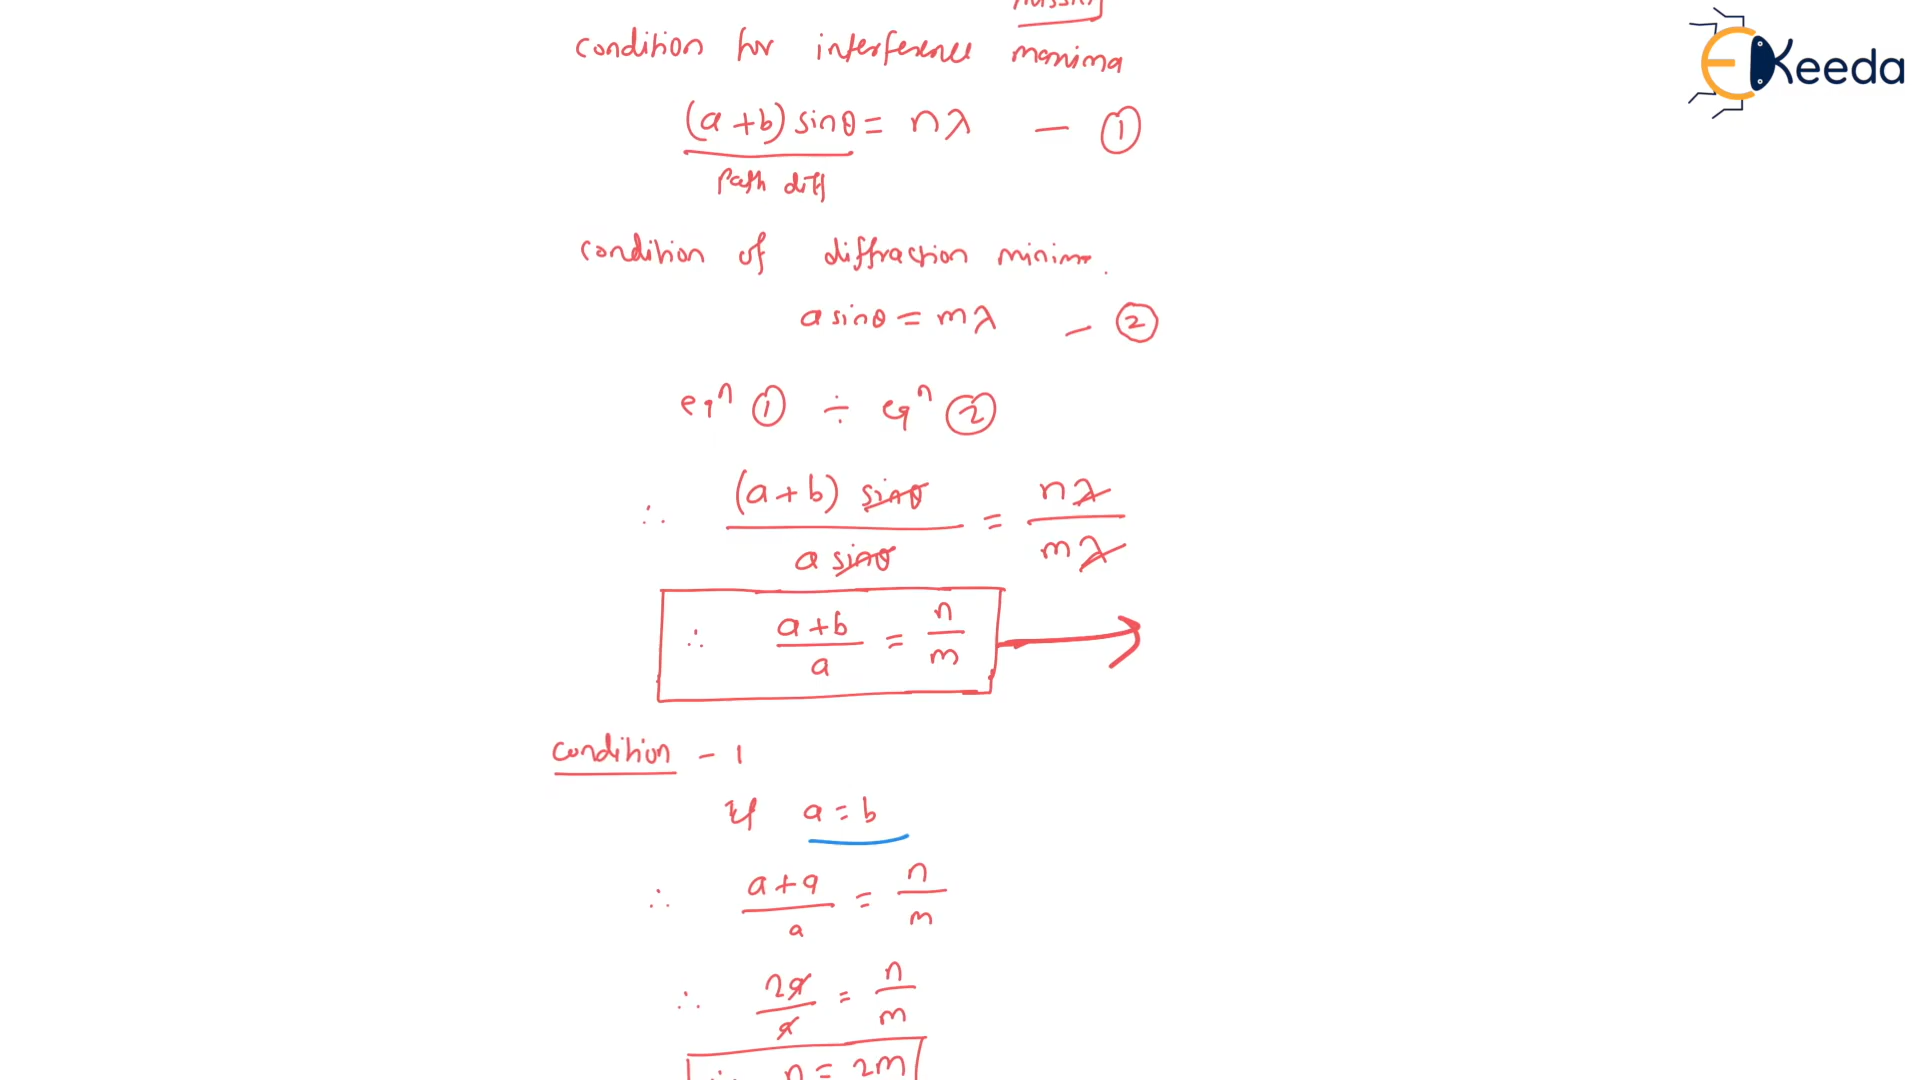 condition for interference maxima
(a+b) sinθ = nλ — ①
Path diff
condition of diffraction minima.
a sinθ = mλ — ②
eqⁿ ① ÷ eqⁿ ②
∴ (a+b) sinθ / a sinθ = nλ / mλ
∴ a+b / a = n / m
condition - 1
if a = b
∴ a+a / a = n / m
∴ 2a / a = n / m
∴ n = 2m
EKeeda